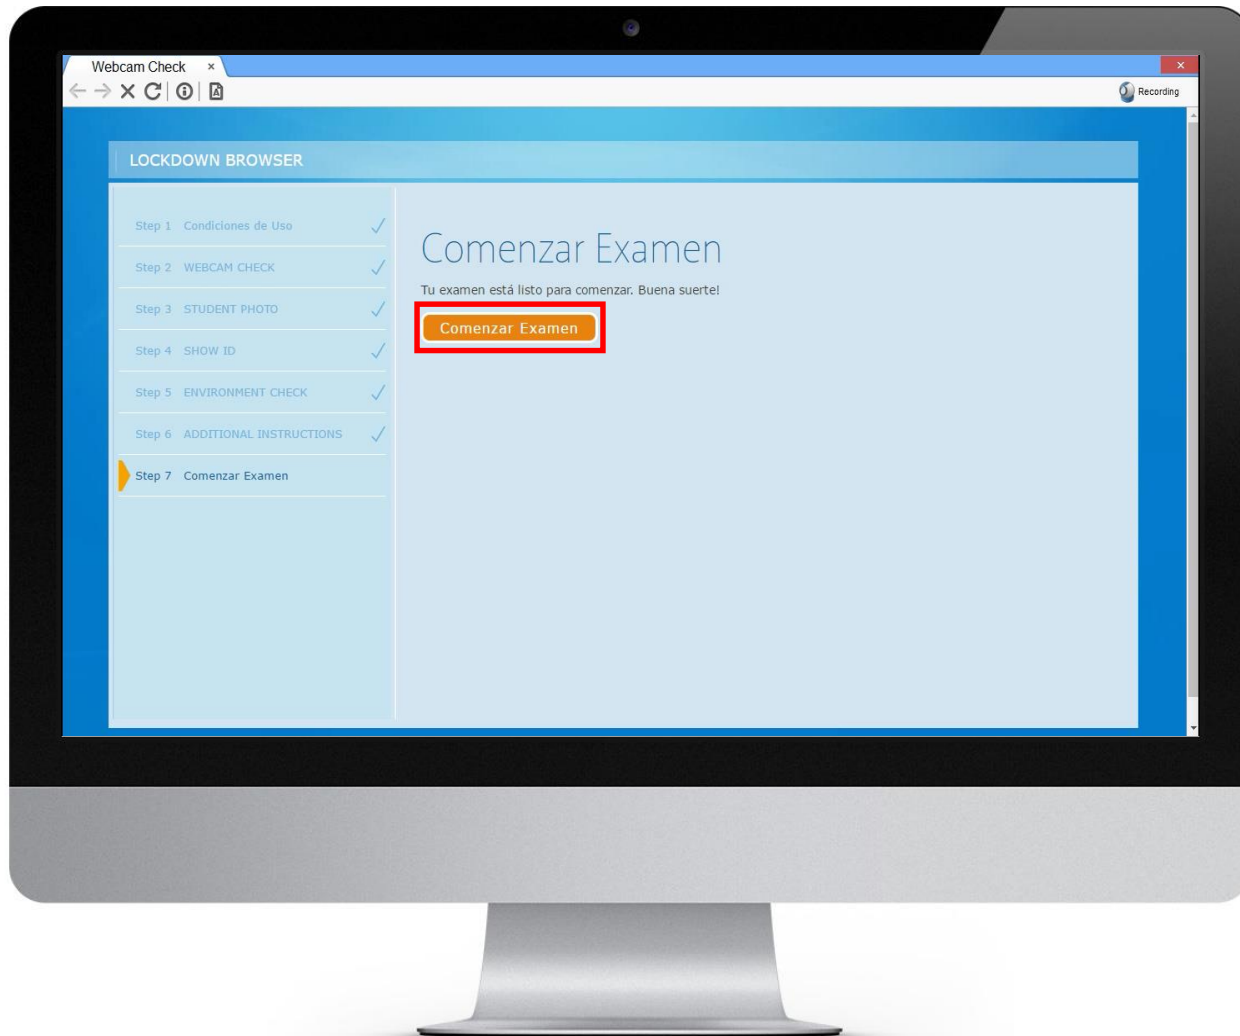 Webcam Check
Recording
LOCKDOWN BROWSER
Step 1 Condiciones de Uso
Step 2 WEBCAM CHECK
Step 3 STUDENT PHOTO
Step 4 SHOW ID
Step 5 ENVIRONMENT CHECK
Step 6 ADDITIONAL INSTRUCTIONS
Step 7 Comenzar Examen
Comenzar Examen
Tu examen está listo para comenzar. Buena suerte!
Comenzar Examen